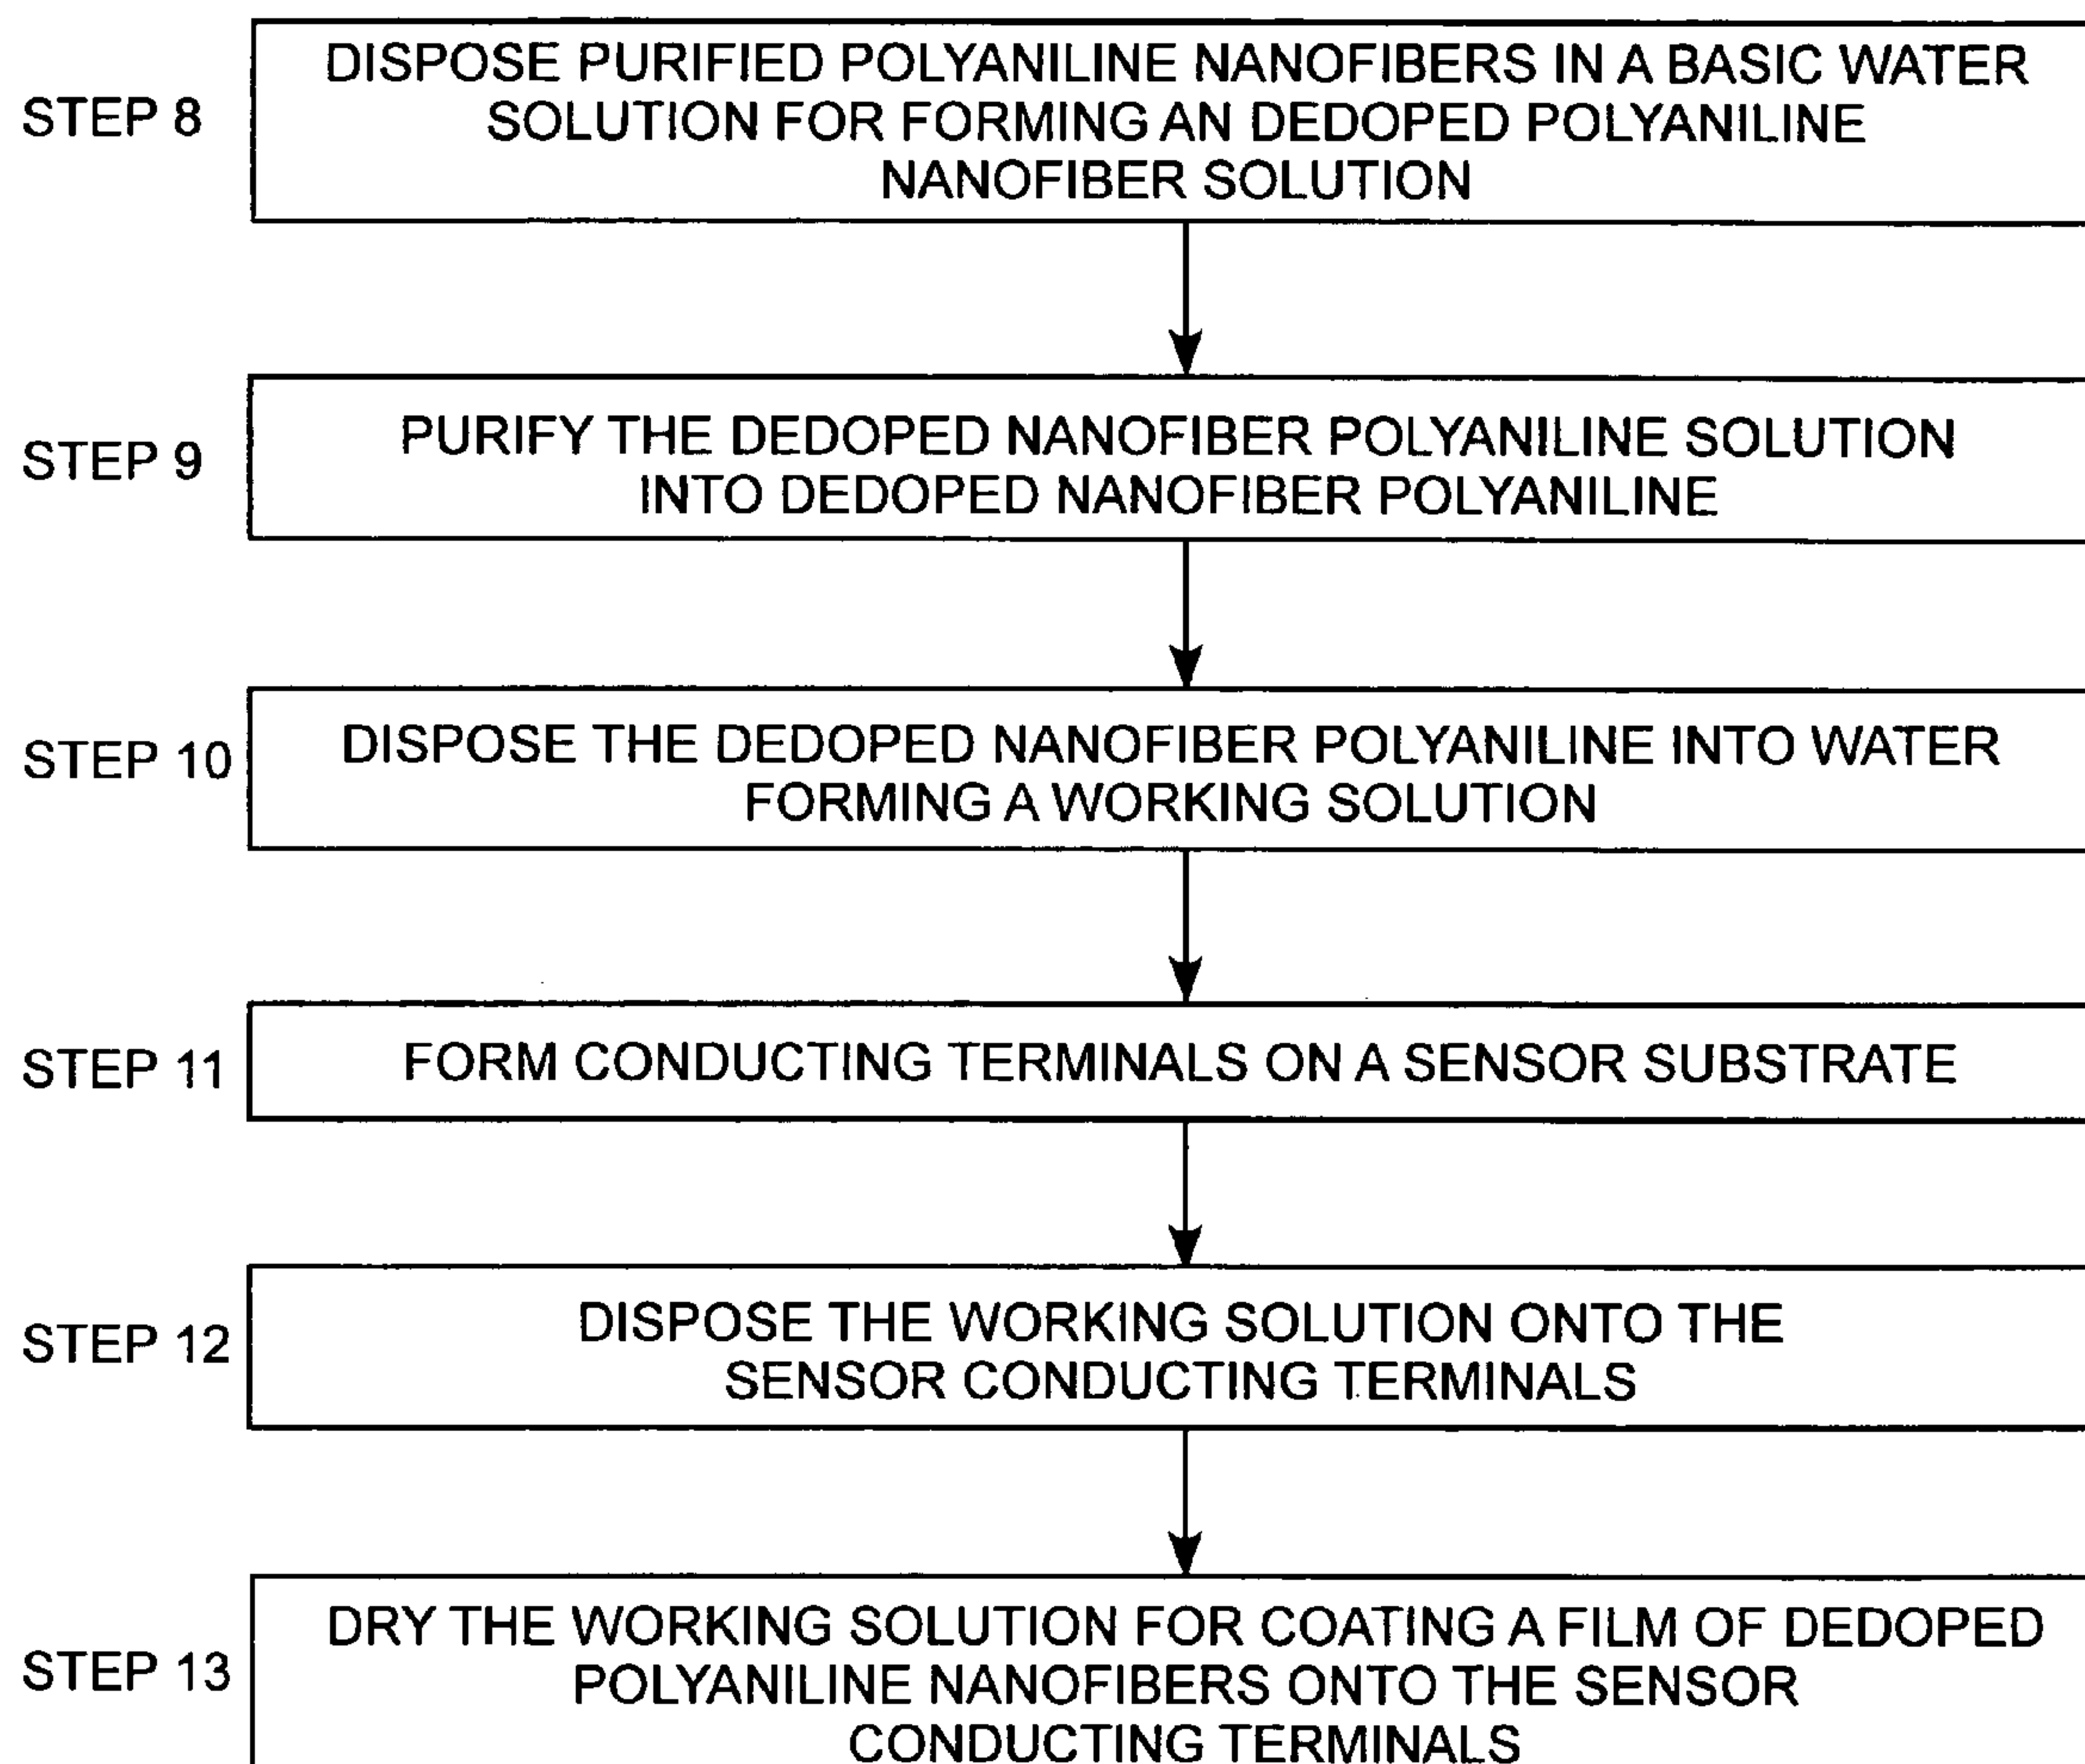 STEP 8
DISPOSE PURIFIED POLYANILINE NANOFIBERS IN A BASIC WATER
SOLUTION FOR FORMING AN DEDOPED POLYANILINE
NANOFIBER SOLUTION
STEP 9
PURIFY THE DEDOPED NANOFIBER POLYANILINE SOLUTION
INTO DEDOPED NANOFIBER POLYANILINE
STEP 10
DISPOSE THE DEDOPED NANOFIBER POLYANILINE INTO WATER
FORMING A WORKING SOLUTION
STEP 11
FORM CONDUCTING TERMINALS ON A SENSOR SUBSTRATE
STEP 12
DISPOSE THE WORKING SOLUTION ONTO THE
SENSOR CONDUCTING TERMINALS
STEP 13
DRY THE WORKING SOLUTION FOR COATING A FILM OF DEDOPED
POLYANILINE NANOFIBERS ONTO THE SENSOR
CONDUCTING TERMINALS